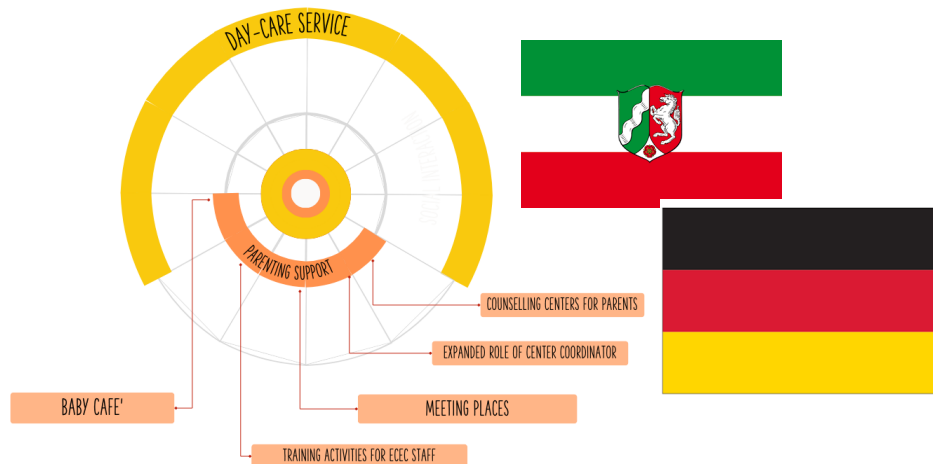 DAY-CARE SERVICE
PARENTING SUPPORT
COUNSELLING CENTERS FOR PARENTS
EXPANDED ROLE OF CENTER COORDINATOR
BABY CAFE'
MEETING PLACES
TRAINING ACTIVITIES FOR ECEC STAFF